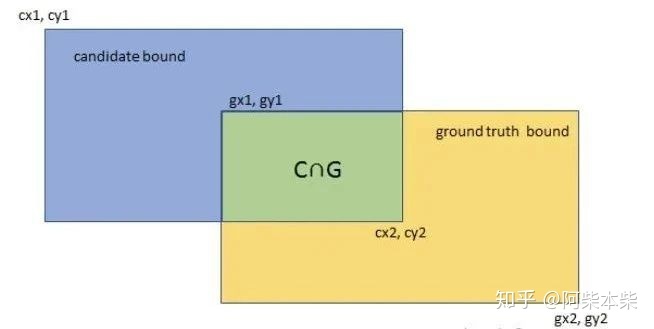 cx1, cy1
candidate bound
gx1, gy1
ground truth bound
C∩G
cx2, cy2
知乎 @阿柴本柴
gx2, gy2